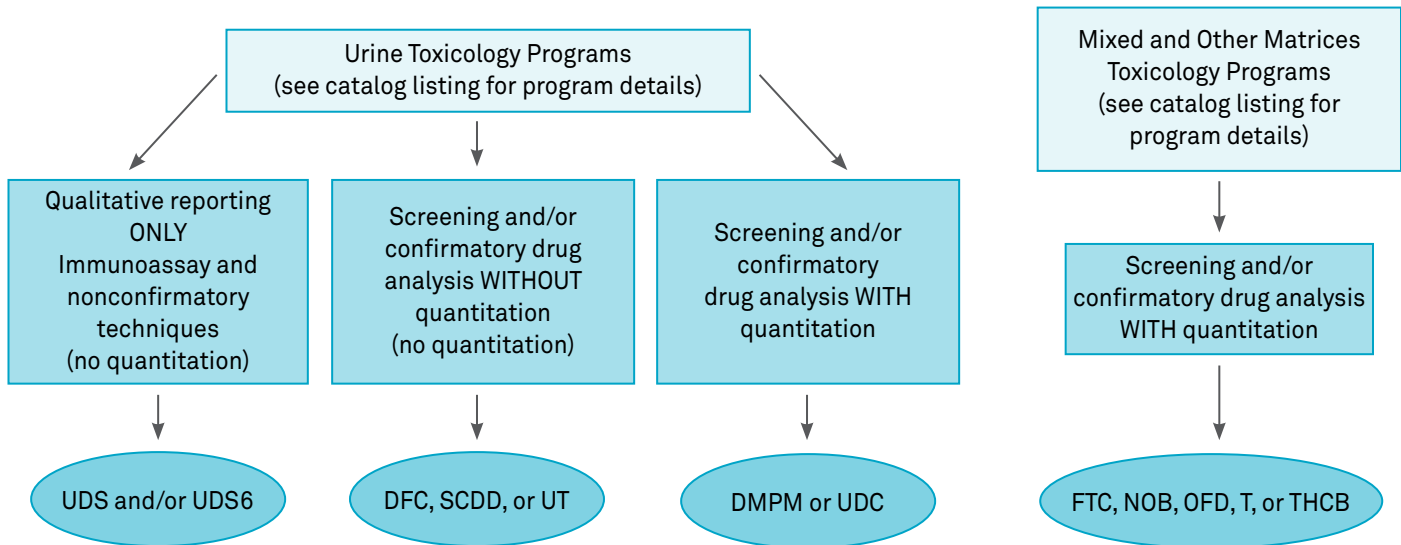 Urine Toxicology Programs
(see catalog listing for program details)
Mixed and Other Matrices
Toxicology Programs
(see catalog listing for
program details)
Qualitative reporting
ONLY
Immunoassay and
nonconfirmatory
techniques
(no quantitation)
Screening and/or
confirmatory drug
analysis WITHOUT
quantitation
(no quantitation)
Screening and/or
confirmatory
drug analysis WITH
quantitation
Screening and/or
confirmatory drug analysis
WITH quantitation
UDS and/or UDS6
DFC, SCDD, or UT
DMPM or UDC
FTC, NOB, OFD, T, or THCB